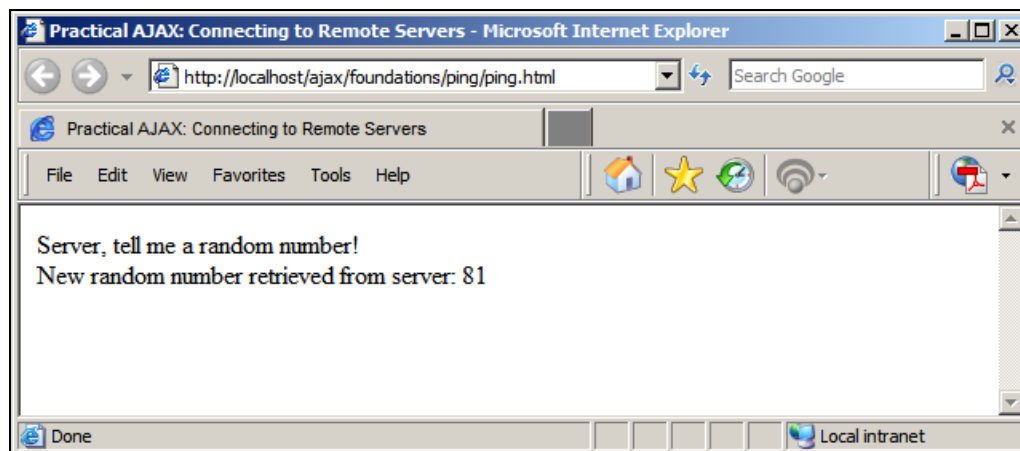 Practical AJAX: Connecting to Remote Servers - Microsoft Internet Explorer
http://localhost/ajax/foundations/ping/ping.html
Search Google
Practical AJAX: Connecting to Remote Servers
File Edit View Favorites Tools Help
Server, tell me a random number!
New random number retrieved from server: 81
Done
Local intranet